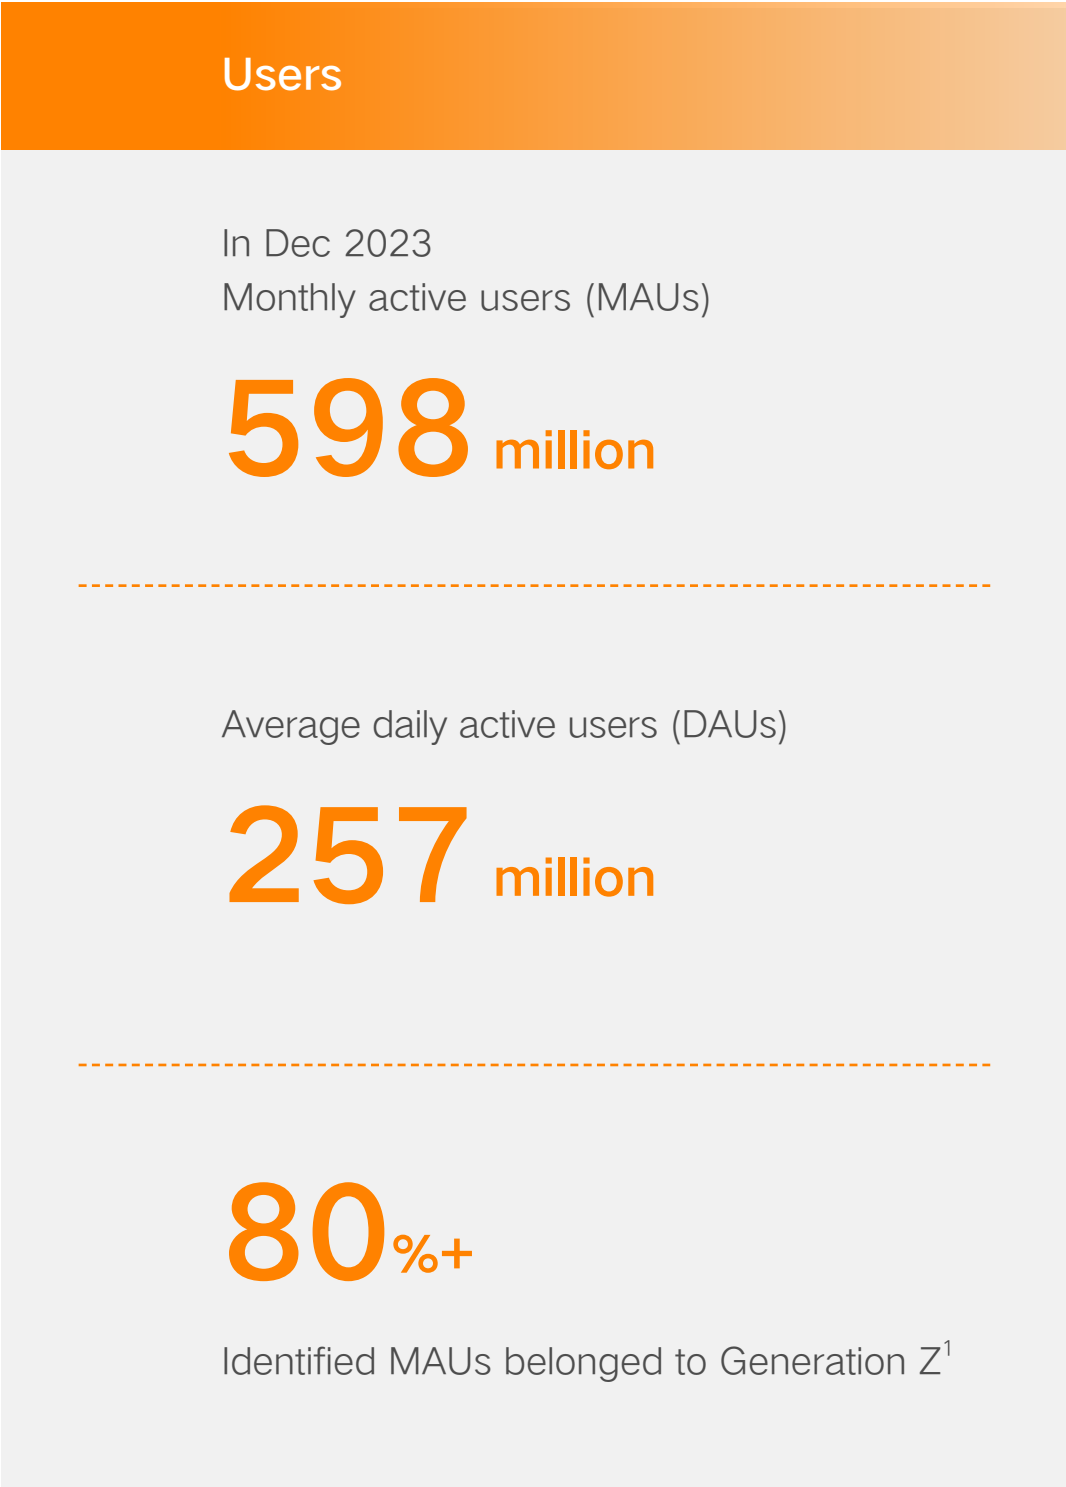 Users
In Dec 2023
Monthly active users (MAUs)
598 million
Average daily active users (DAUs)
257 million
80%+
Identified MAUs belonged to Generation Z¹